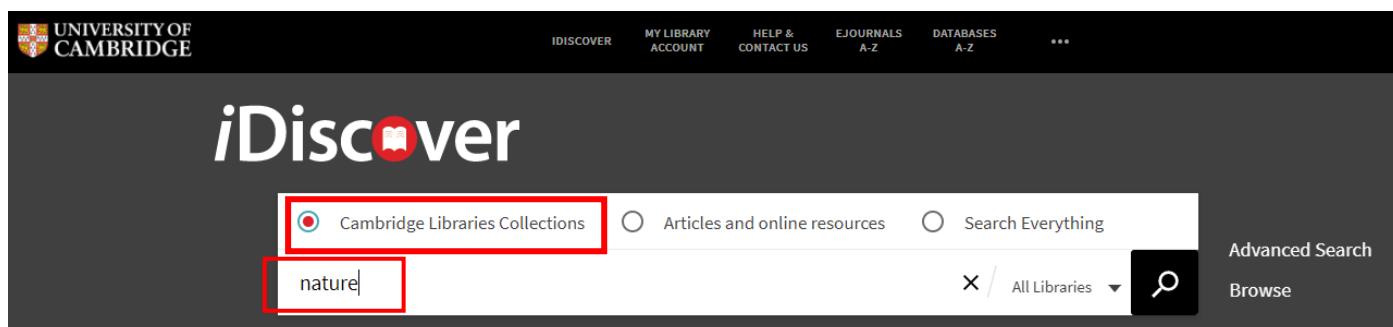 UNIVERSITY OF
CAMBRIDGE
IDISCOVER
MY LIBRARY
ACCOUNT
HELP &
CONTACT US
EJOURNALS
A-Z
DATABASES
A-Z
iDiscover
Cambridge Libraries Collections
Articles and online resources
Search Everything
nature
All Libraries
Advanced Search
Browse